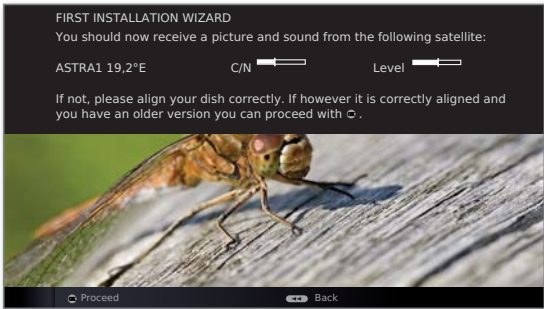 FIRST INSTALLATION WIZARD
You should now receive a picture and sound from the following satellite:
ASTRA1 19,2°E C/N Level
If not, please align your dish correctly. If however it is correctly aligned and
you have an older version you can proceed with .
Proceed Back